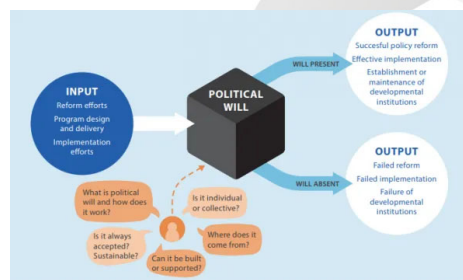 INPUT
Reform efforts
Program design
and delivery
Implementation
efforts
POLITICAL
WILL
WILL PRESENT
OUTPUT
Succesful policy reform
Effective implementation
Establishment or
maintenance of
developmental
institutions
WILL ABSENT
OUTPUT
Failed reform
Failed implementation
Failure of
developmental
institutions
What is political
will and how does
it work?
Is it individual
or collective?
Is it always
accepted?
Sustainable?
Where does it
come from?
Can it be built
or supported?